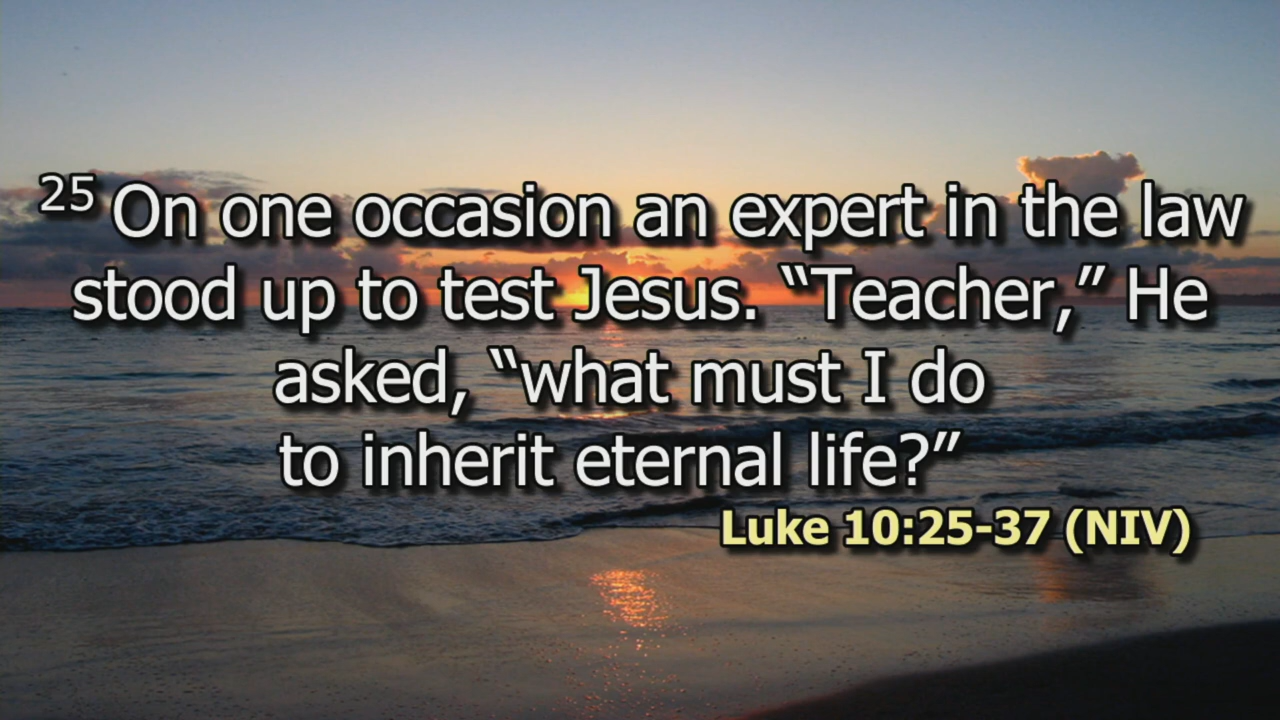 25 On one occasion an expert in the law
stood up to test Jesus. “Teacher,” He
asked, “what must I do
to inherit eternal life?”
Luke 10:25-37 (NIV)